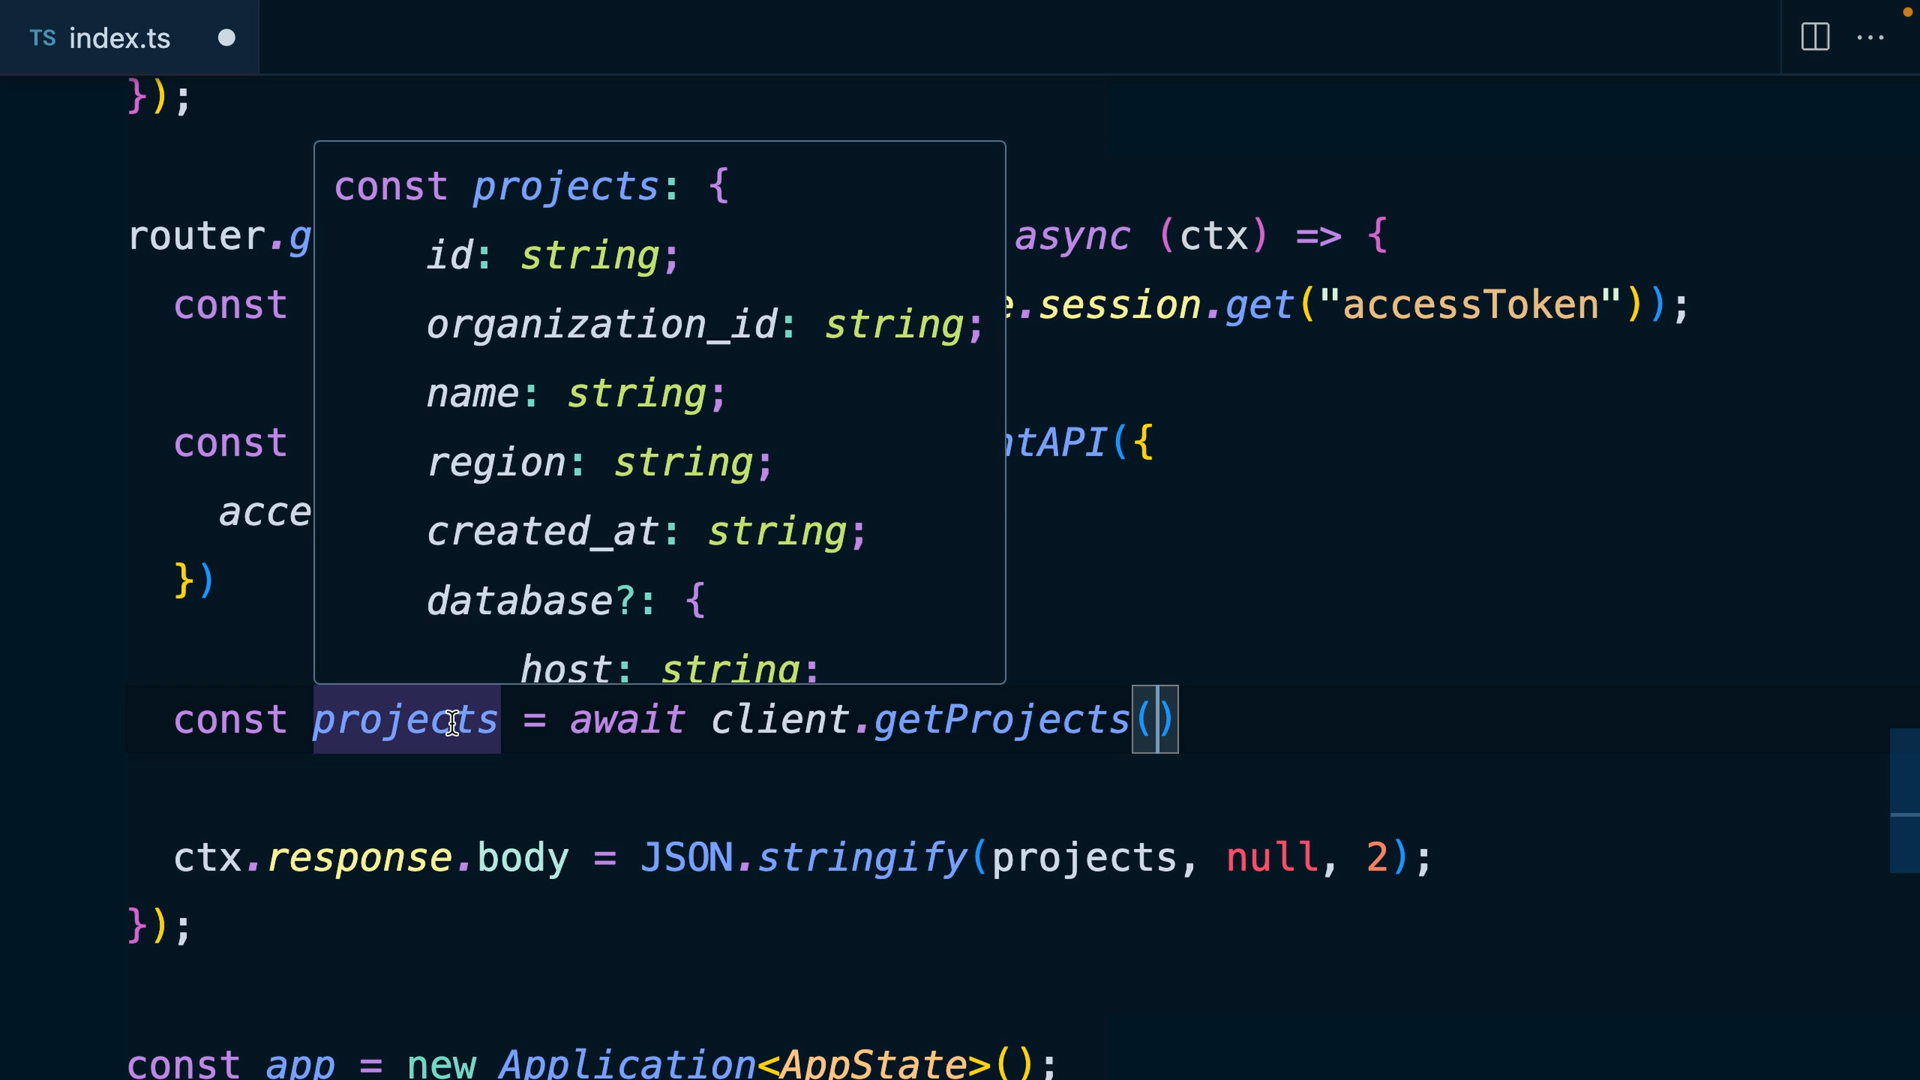 TS index.ts
});
const projects: {
id: string;
router.g async (ctx) => {
const e.session.get("accessToken"));
organization_id: string;
name: string;
const ntAPI({
region: string;
acce
created_at: string;
})
database?: {
host: string;
const projects = await client.getProjects()
ctx.response.body = JSON.stringify(projects, null, 2);
});
const app = new Application<AppState>();